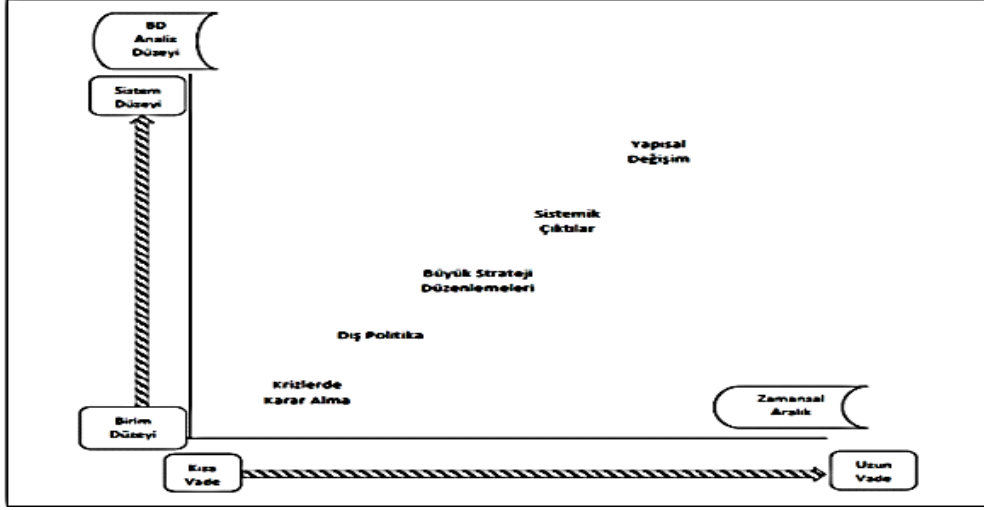 BD
Analiz
Düzeyi
Sistem
Düzeyi
Yapısal
Değişim
Sistemik
Çıktılar
Büyük Strateji
Düzenlemeleri
Dış Politika
Krizlerde
Karar Alma
Zamansal
Aralık
Birim
Düzeyi
Kısa
Vade
Uzun
Vade